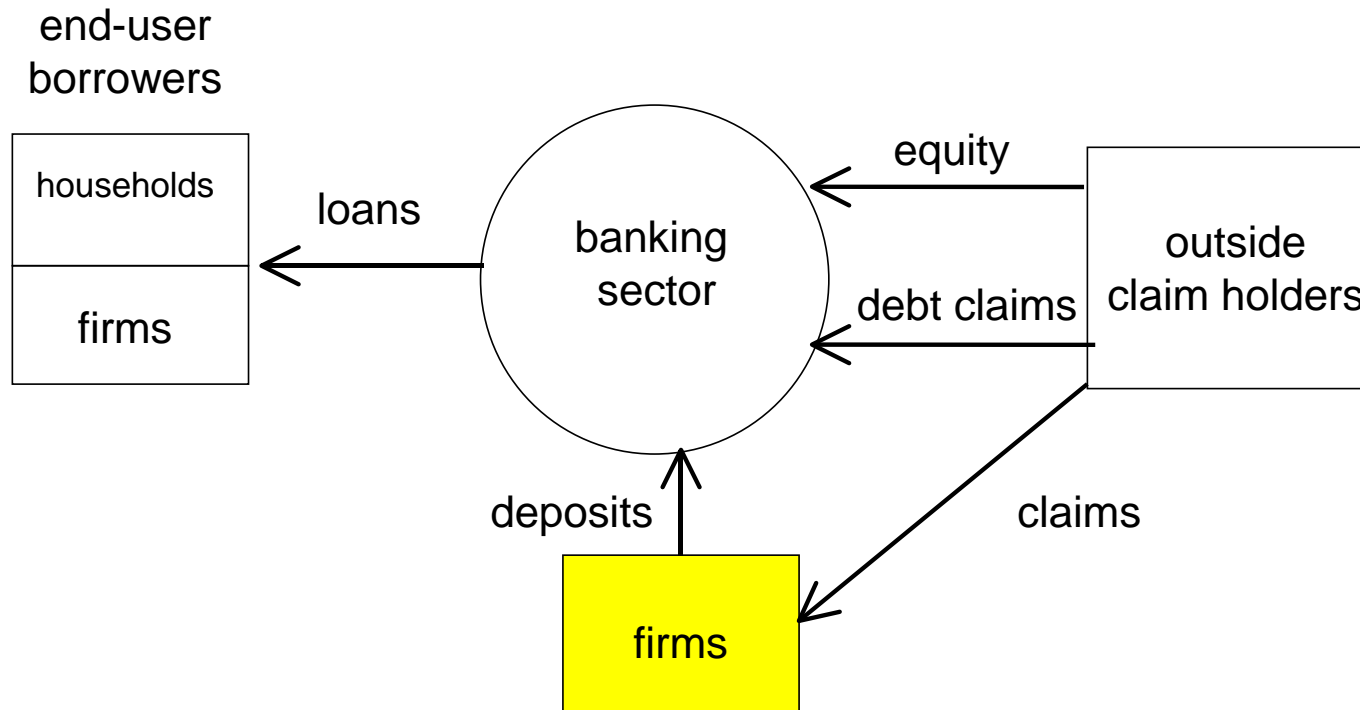 end-user
borrowers
households
firms
loans
banking
sector
equity
debt claims
outside
claim holders
deposits
claims
firms